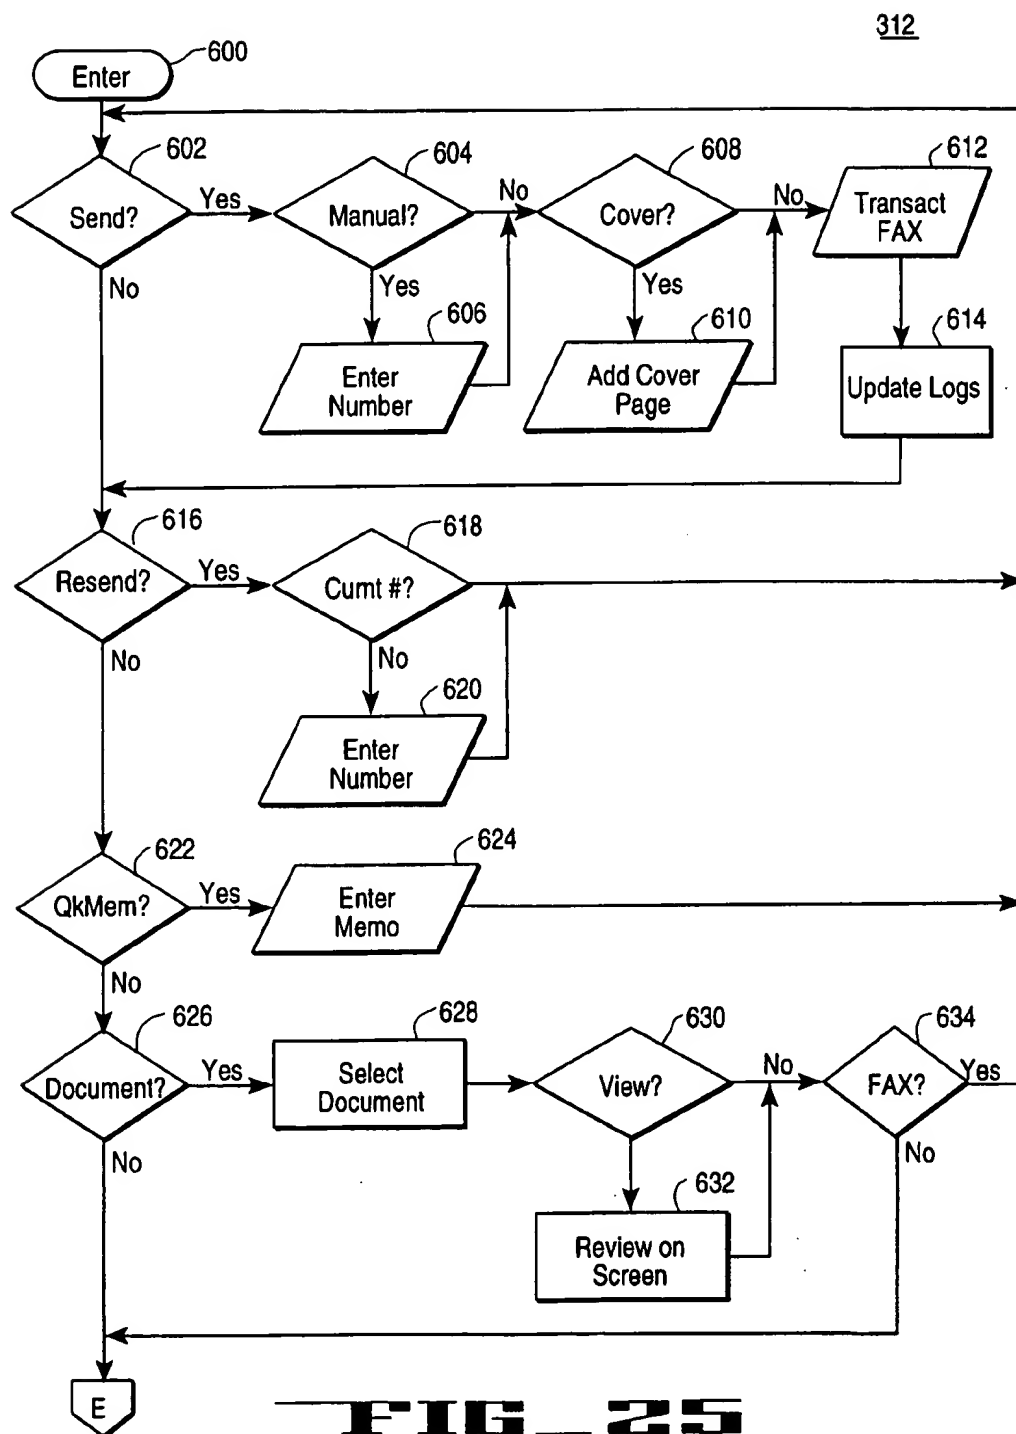 312
600
Enter
602
Send?
Yes
No
604
Manual?
No
Yes
606
Enter
Number
608
Cover?
No
Yes
610
Add Cover
Page
612
Transact
FAX
614
Update Logs
616
Resend?
Yes
No
618
Curnt #?
No
620
Enter
Number
622
QkMem?
Yes
No
624
Enter
Memo
626
Document?
Yes
No
628
Select
Document
630
View?
No
632
Review on
Screen
634
FAX?
Yes
No
E
FIG_25